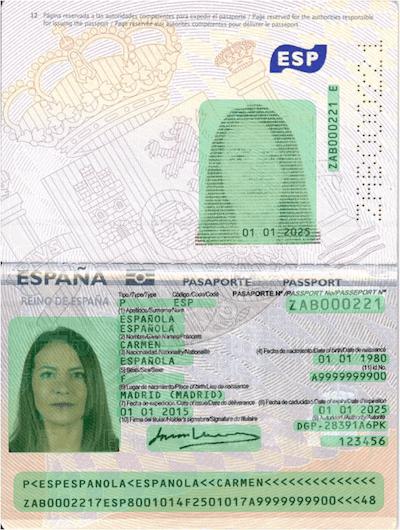 12 Página reservada a las autoridades competentes para expedir el pasaporte / Page reserved for the authorities responsible
for issuing the passport / Page réservée aux autorités compétentes pour délivrer le passeport
ESP
ZAB000221 E
01 01 2025
ESPAÑA PASAPORTE PASSPORT
REINO DE ESPAÑA Tipo/Type/Type Código/Code/Code PASAPORTE Nº/PASSPORT No/PASSEPORT Nº
P ESP ZAB000221
(1) Apellidos/Surname/Nom
ESPAÑOLA
ESPAÑOLA
(2) Nombre/Given Names/Prénoms
CARMEN
(3) Nacionalidad/Nationality/Nationalité (4) Fecha de nacimiento/Date of birth/Date de naissance
ESPAÑOLA 01 01 1980
(5) Sexo/Sex/Sexe (11) Id No.
F A9999999900
(6) Lugar de nacimiento/Place of birth/Lieu de naissance
MADRID (MADRID)
(7) Fecha de expedición/Date of issue/Date de délivrance (8) Fecha de caducidad/Date of expiry/Date d'expiration
01 01 2015 01 01 2025
(10) Firma del titular/Holder's signature/Signature du titulaire (9) Autoridad/Authority/Autorité
DGP-28391A6PK
123456
P<ESPESPANOLA<ESPANOLA<<CARMEN<<<<<<<<<<<<<<
ZAB0002217ESP8001014F2501017A9999999900<<<48